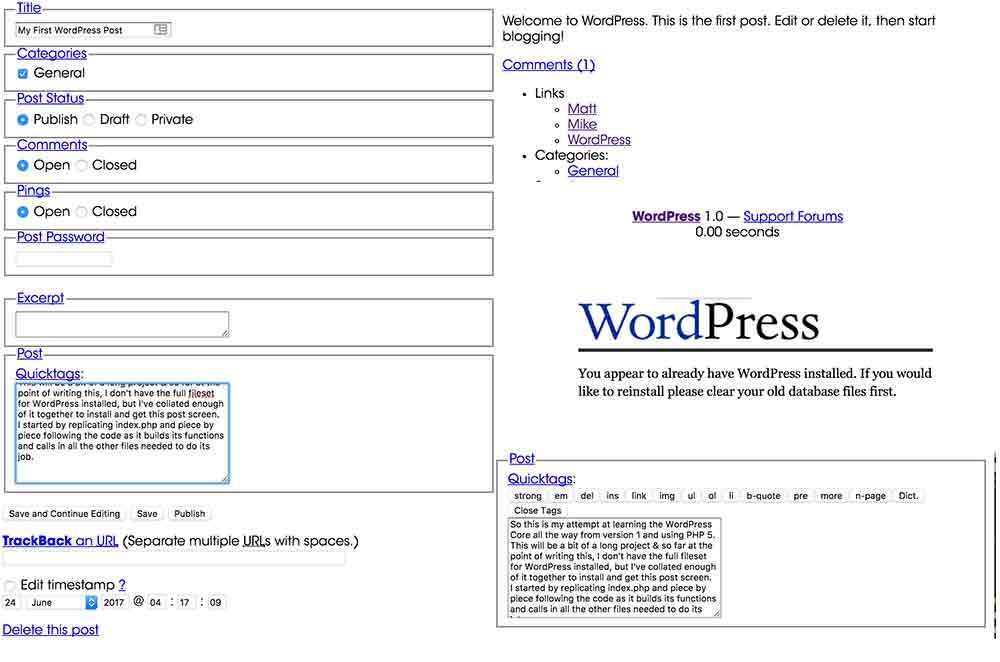 Title
My First WordPress Post
Categories
General
Post Status
Publish Draft Private
Comments
Open Closed
Pings
Open Closed
Post Password
Excerpt
Post
Quicktags:
This will be a bit of a long project & so far at the
point of writing this, I don't have the full fileset
for WordPress installed, but I've collated enough
of it together to install and get this post screen.
I started by replicating index.php and piece by
piece following the code as it builds its functions
and calls in all the other files needed to do its
job.
Save and Continue Editing Save Publish
TrackBack an URL (Separate multiple URLs with spaces.)
Edit timestamp ?
24 June 2017 @ 04 : 17 : 09
Delete this post
Welcome to WordPress. This is the first post. Edit or delete it, then start
blogging!
Comments (1)
Links
Matt
Mike
WordPress
Categories:
General
WordPress 1.0 — Support Forums
0.00 seconds
WordPress
You appear to already have WordPress installed. If you would
like to reinstall please clear your old database files first.
Post
Quicktags:
strong em del ins link img ul ol li b-quote pre more n-page Dict.
Close Tags
So this is my attempt at learning the WordPress
Core all the way from version 1 and using PHP 5.
This will be a bit of a long project & so far at the
point of writing this, I don't have the full fileset
for WordPress installed, but I've collated enough
of it together to install and get this post screen.
I started by replicating index.php and piece by
piece following the code as it builds its functions
and calls in all the other files needed to do its